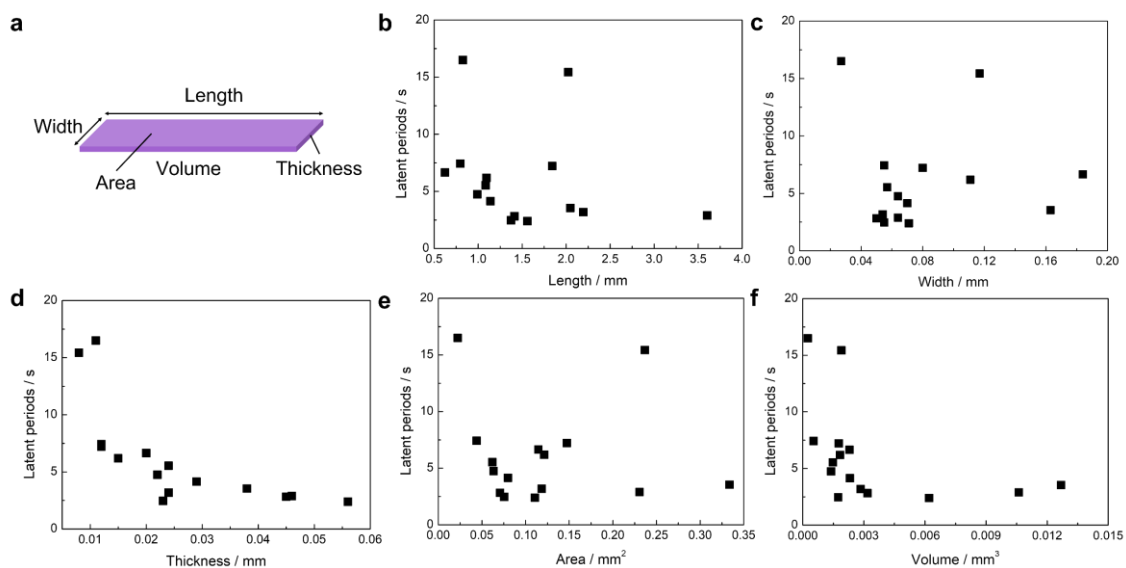 a
Length
Width
Area
Volume
Thickness
b
Latent periods / s
20
15
10
5
0
0.5 1.0 1.5 2.0 2.5 3.0 3.5 4.0
Length / mm
c
Latent periods / s
20
15
10
5
0
0.00 0.04 0.08 0.12 0.16 0.20
Width / mm
d
Latent periods / s
20
15
10
5
0
0.01 0.02 0.03 0.04 0.05 0.06
Thickness / mm
e
Latent periods / s
20
15
10
5
0
0.00 0.05 0.10 0.15 0.20 0.25 0.30 0.35
Area / mm²
f
Latent periods / s
20
15
10
5
0
0.000 0.003 0.006 0.009 0.012 0.015
Volume / mm³